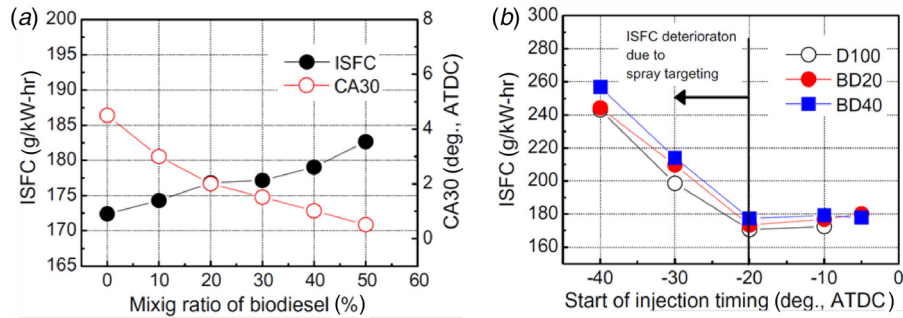 (a)
200
195
190
185
180
175
170
165
ISFC (g/kW-hr)
ISFC
CA30
8
6
4
2
0
CA30 (deg., ATDC)
0 10 20 30 40 50 60
Mixig ratio of biodiesel (%)
(b)
300
280
260
240
220
200
180
160
ISFC (g/kW-hr)
ISFC deterioraton
due to
spray targeting
D100
BD20
BD40
-40 -30 -20 -10 0
Start of injection timing (deg., ATDC)